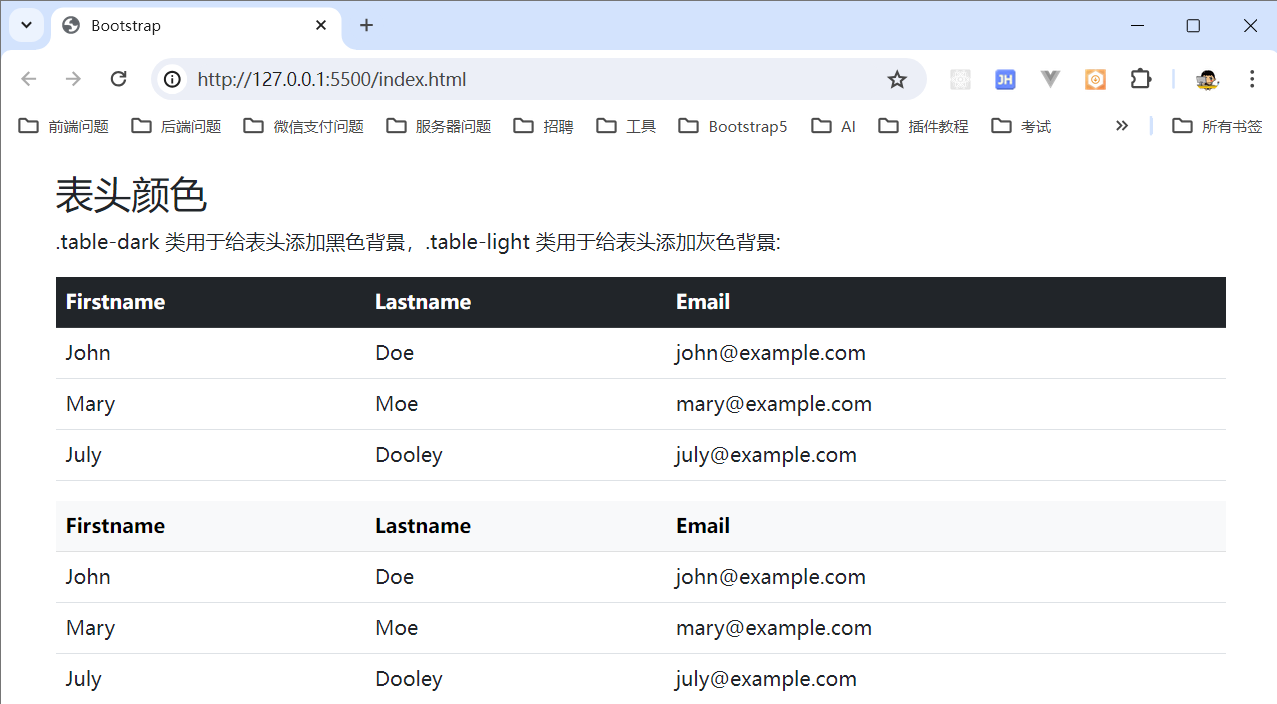 Bootstrap
http://127.0.0.1:5500/index.html
JH
前端问题 后端问题 微信支付问题 服务器问题 招聘 工具 Bootstrap5 AI 插件教程 考试 所有书签
表头颜色
.table-dark 类用于给表头添加黑色背景，.table-light 类用于给表头添加灰色背景:
Firstname Lastname Email
John Doe john@example.com
Mary Moe mary@example.com
July Dooley july@example.com
Firstname Lastname Email
John Doe john@example.com
Mary Moe mary@example.com
July Dooley july@example.com